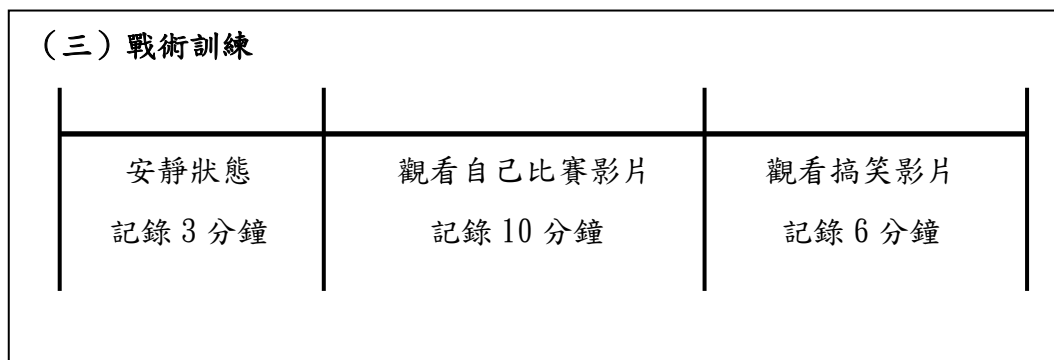 （三）戰術訓練
安靜狀態 觀看自己比賽影片 觀看搞笑影片
記錄 3 分鐘 記錄 10 分鐘 記錄 6 分鐘